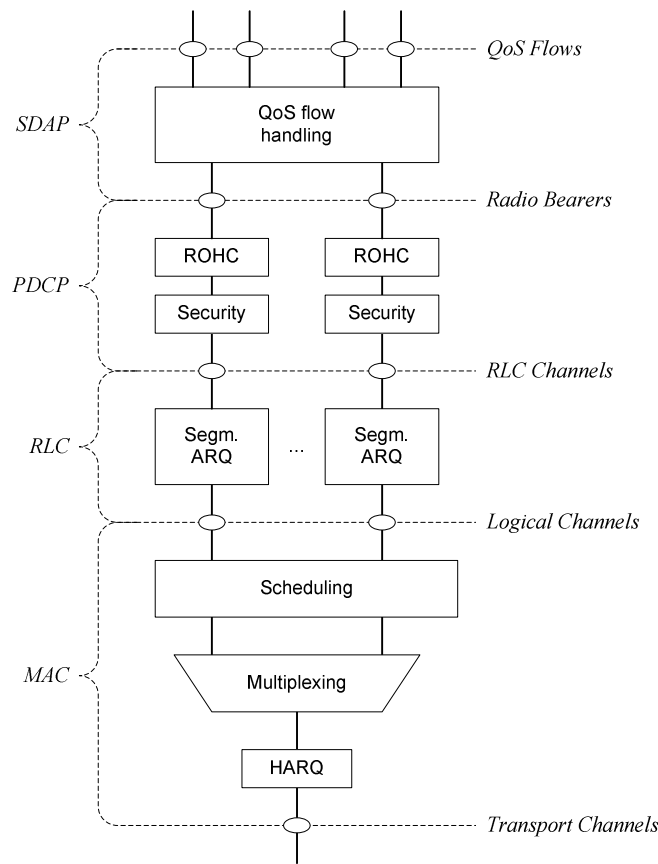 QoS Flows
QoS flow
handling
SDAP
Radio Bearers
ROHC
ROHC
PDCP
Security
Security
RLC Channels
Segm.
ARQ
...
Segm.
ARQ
RLC
Logical Channels
Scheduling
MAC
Multiplexing
HARQ
Transport Channels